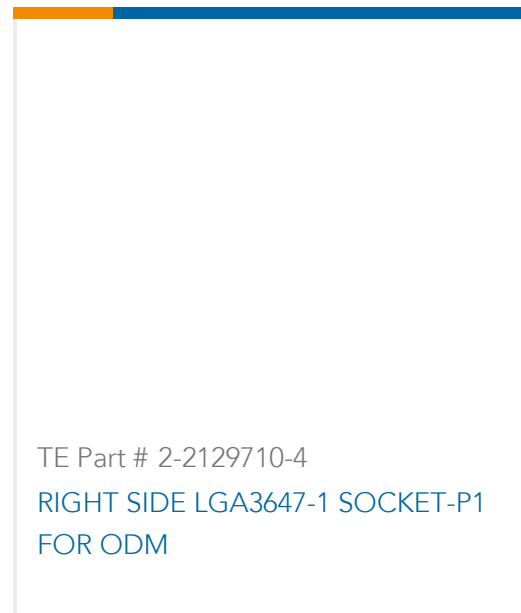 TE Part # 2-2129710-4
RIGHT SIDE LGA3647-1 SOCKET-P1
FOR ODM